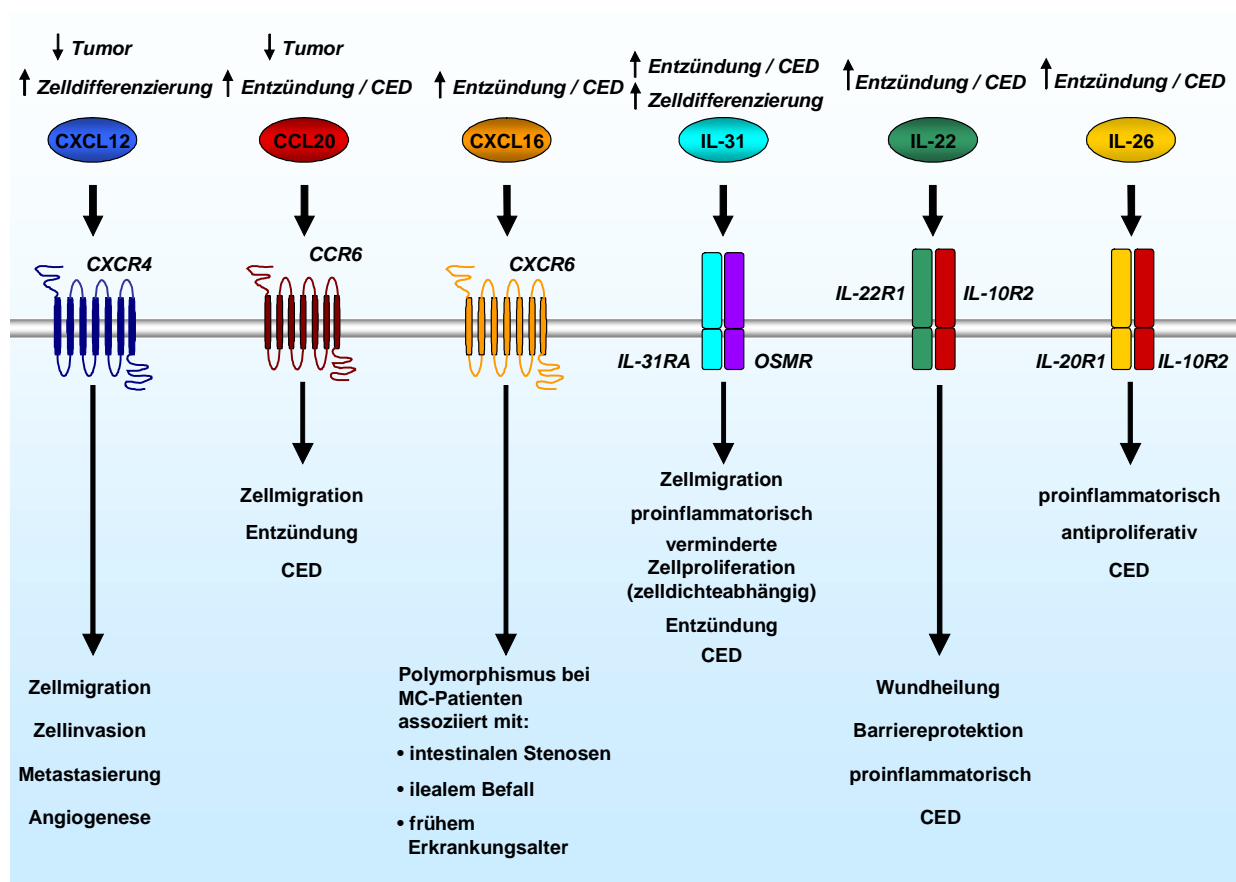 Tumor
Zelldifferenzierung
CXCL12
CXCR4
Zellmigration
Zellinvasion
Metastasierung
Angiogenese
Tumor
Entzündung / CED
CCL20
CCR6
Zellmigration
Entzündung
CED
Entzündung / CED
CXCL16
CXCR6
Polymorphismus bei
MC-Patienten
assoziiert mit:
• intestinalen Stenosen
• ilealem Befall
• frühem
Erkrankungsalter
Entzündung / CED
Zelldifferenzierung
IL-31
IL-31RA
OSMR
Zellmigration
proinflammatorisch
verminderte
Zellproliferation
(zelldichteabhängig)
Entzündung
CED
Entzündung / CED
IL-22
IL-22R1
IL-10R2
Wundheilung
Barriereprotektion
proinflammatorisch
CED
Entzündung / CED
IL-26
IL-20R1
IL-10R2
proinflammatorisch
antiproliferativ
CED